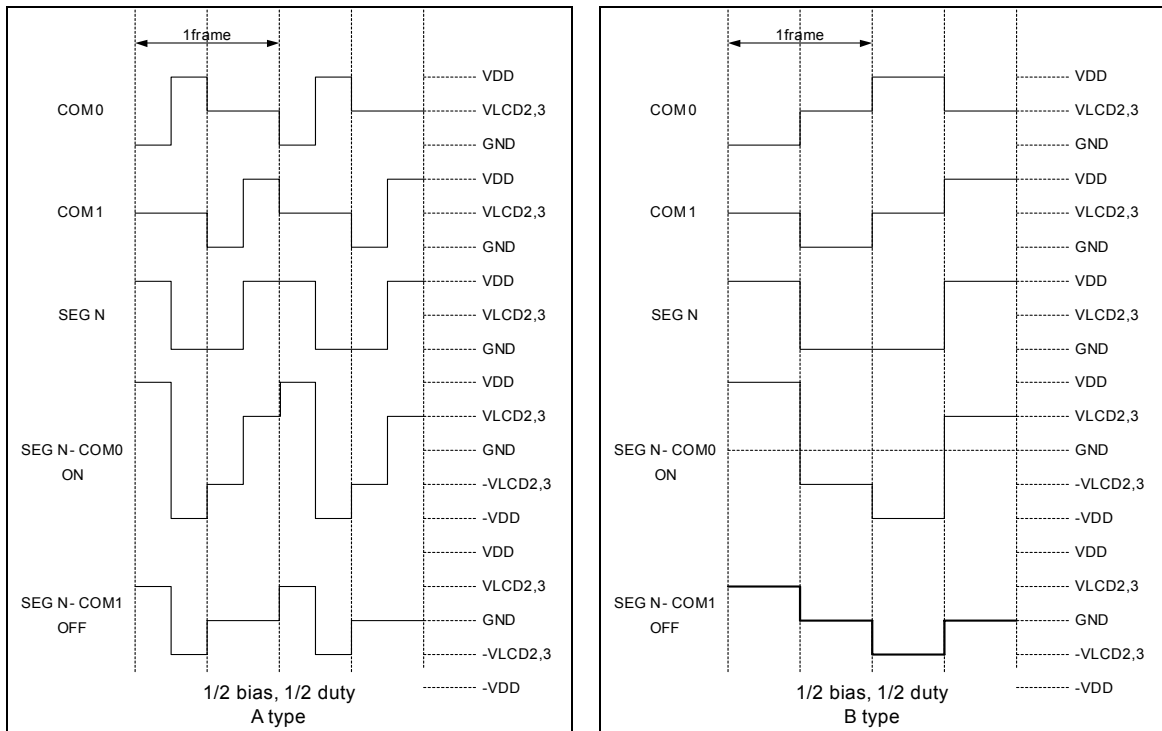 1frame
COM0
VDD
VLCD2,3
GND
COM1
VDD
VLCD2,3
GND
SEG N
VDD
VLCD2,3
GND
SEG N- COM0
ON
VDD
VLCD2,3
GND
-VLCD2,3
-VDD
SEG N- COM1
OFF
VDD
VLCD2,3
GND
-VLCD2,3
-VDD
1/2 bias, 1/2 duty
A type
1frame
COM0
VDD
VLCD2,3
GND
COM1
VDD
VLCD2,3
GND
SEG N
VDD
VLCD2,3
GND
SEG N- COM0
ON
VDD
VLCD2,3
GND
-VLCD2,3
-VDD
SEG N- COM1
OFF
VDD
VLCD2,3
GND
-VLCD2,3
-VDD
1/2 bias, 1/2 duty
B type